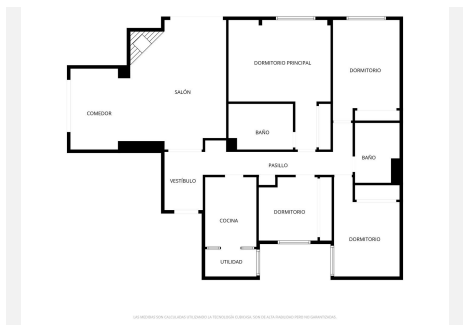 DORMITORIO PRINCIPAL
DORMITORIO
SALÓN
COMEDOR
BAÑO
BAÑO
PASILLO
VESTÍBULO
DORMITORIO
COCINA
DORMITORIO
UTILIDAD